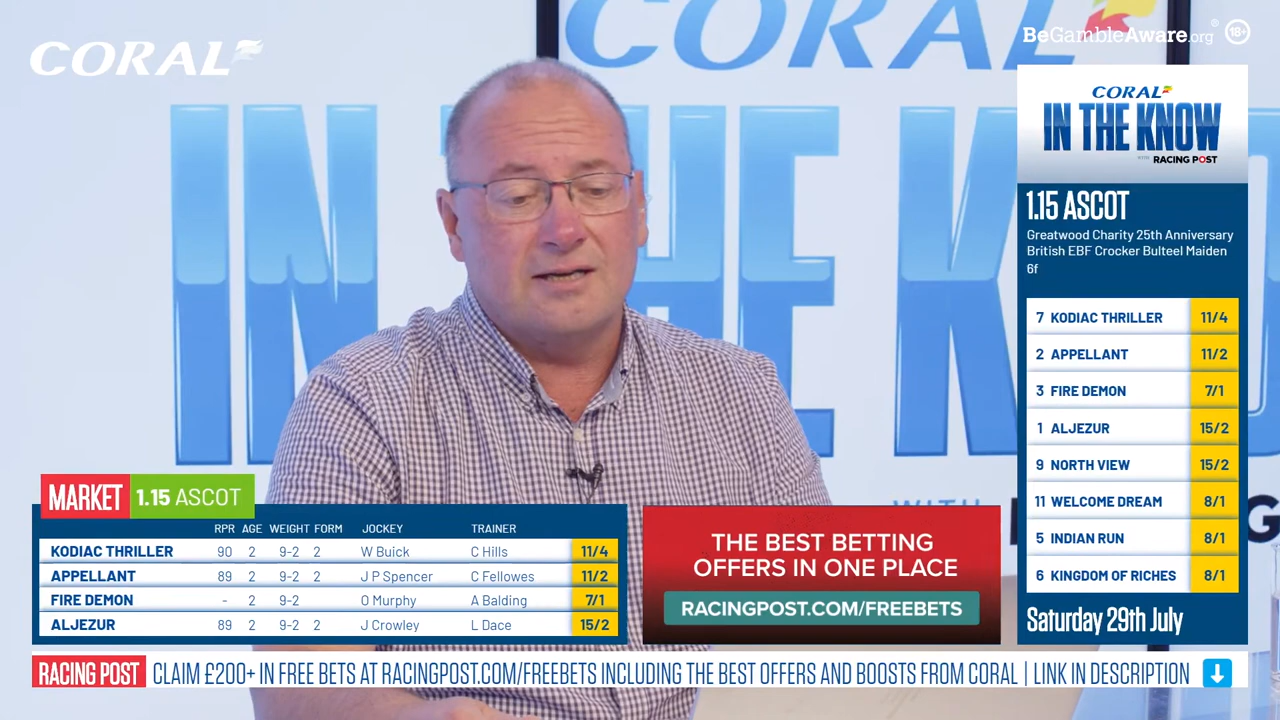 CORAL
CORAL
BeGambleAware.org® 18+
IN THE KNOW
WITH
CORAL
IN THE KNOW
WITH RACING POST
1.15 ASCOT
Greatwood Charity 25th Anniversary
British EBF Crocker Bulteel Maiden
6f
7 KODIAC THRILLER 11/4
2 APPELLANT 11/2
3 FIRE DEMON 7/1
1 ALJEZUR 15/2
9 NORTH VIEW 15/2
11 WELCOME DREAM 8/1
5 INDIAN RUN 8/1
6 KINGDOM OF RICHES 8/1
Saturday 29th July
MARKET 1.15 ASCOT
RPR AGE WEIGHT FORM JOCKEY TRAINER
KODIAC THRILLER 90 2 9-2 2 W Buick C Hills 11/4
APPELLANT 89 2 9-2 2 J P Spencer C Fellowes 11/2
FIRE DEMON - 2 9-2 O Murphy A Balding 7/1
ALJEZUR 89 2 9-2 2 J Crowley L Dace 15/2
THE BEST BETTING
OFFERS IN ONE PLACE
RACINGPOST.COM/FREEBETS
RACING POST CLAIM £200+ IN FREE BETS AT RACINGPOST.COM/FREEBETS INCLUDING THE BEST OFFERS AND BOOSTS FROM CORAL | LINK IN DESCRIPTION